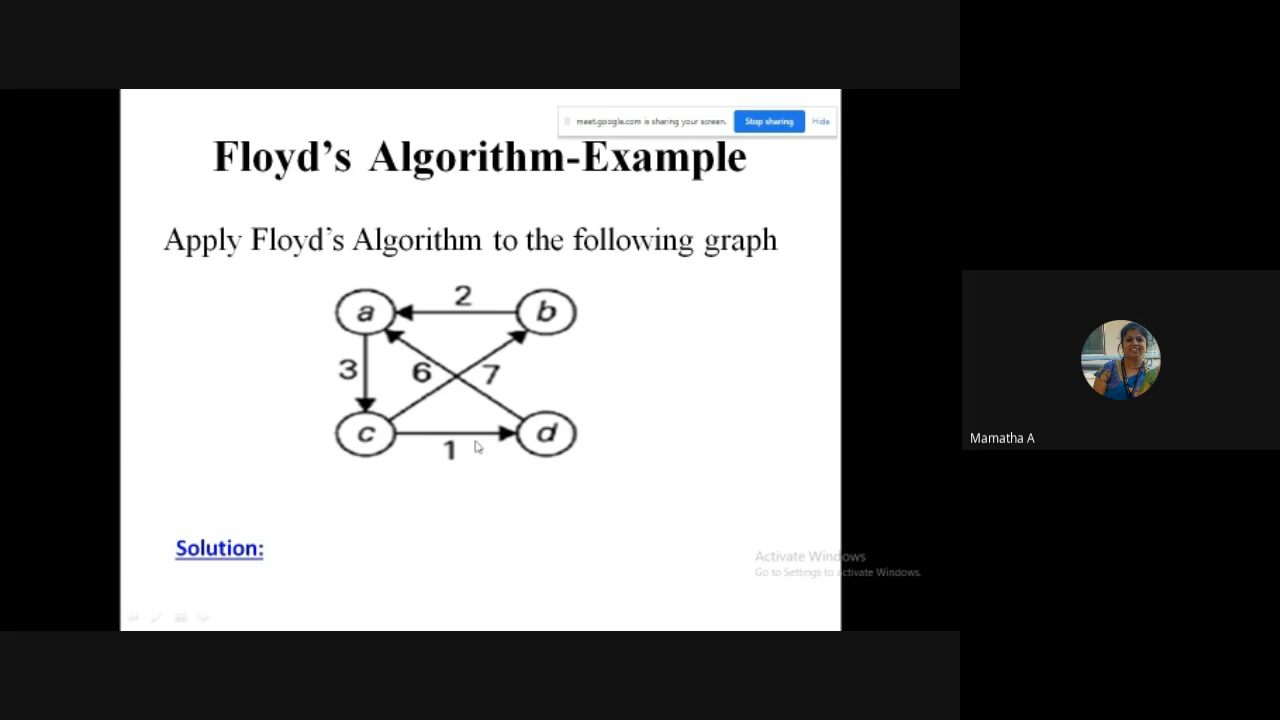 meet.google.com is sharing your screen. Stop sharing Hide
Floyd's Algorithm-Example
Apply Floyd's Algorithm to the following graph
2
a b
3 6 7
c d
1
Mamatha A
Solution:
Activate Windows
Go to Settings to activate Windows.